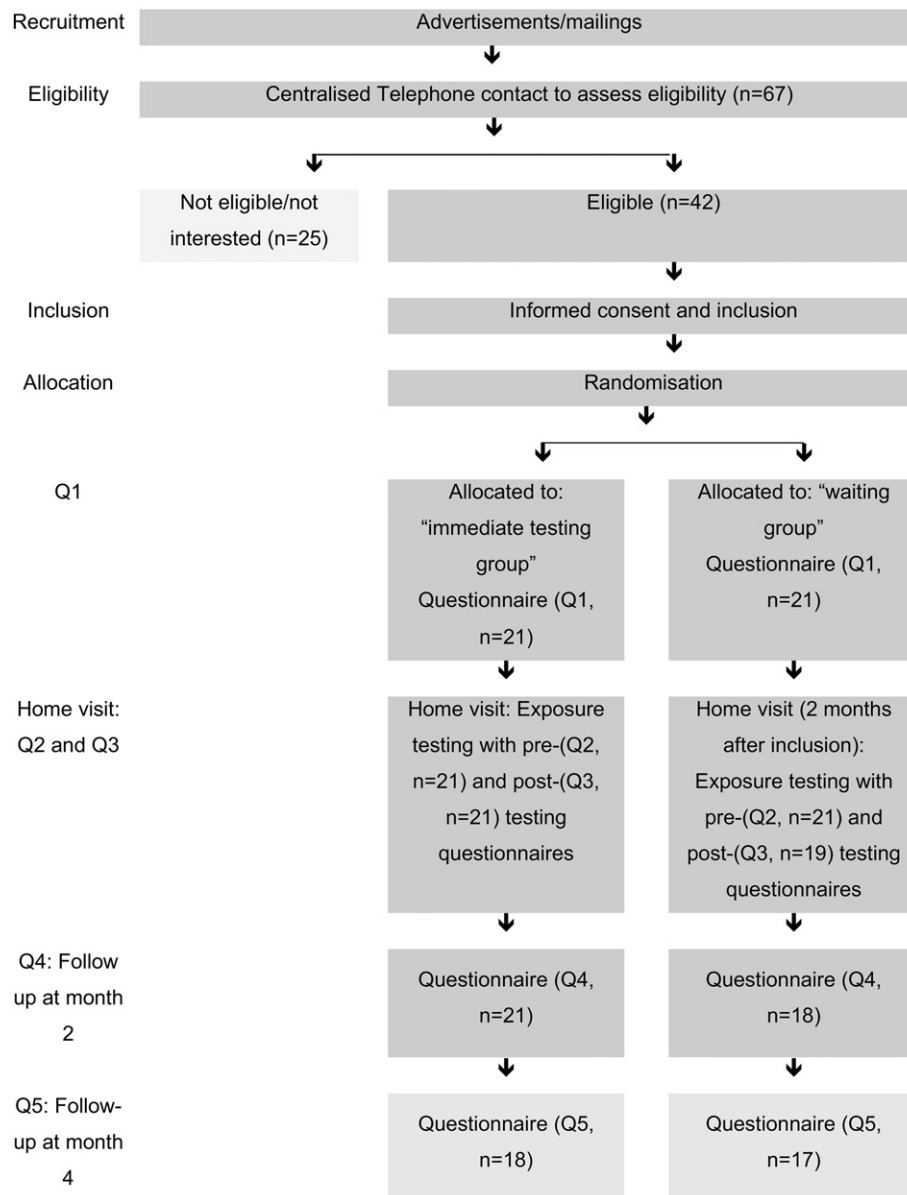 Recruitment
Advertisements/mailings
Eligibility
Centralised Telephone contact to assess eligibility (n=67)
Not eligible/not
interested (n=25)
Eligible (n=42)
Inclusion
Informed consent and inclusion
Allocation
Randomisation
Q1
Allocated to:
“immediate testing
group”
Questionnaire (Q1,
n=21)
Allocated to: “waiting
group”
Questionnaire (Q1,
n=21)
Home visit:
Q2 and Q3
Home visit: Exposure
testing with pre-(Q2,
n=21) and post-(Q3,
n=21) testing
questionnaires
Home visit (2 months
after inclusion):
Exposure testing with
pre-(Q2, n=21) and
post-(Q3, n=19) testing
questionnaires
Q4: Follow
up at month
2
Questionnaire (Q4,
n=21)
Questionnaire (Q4,
n=18)
Q5: Follow-
up at month
4
Questionnaire (Q5,
n=18)
Questionnaire (Q5,
n=17)